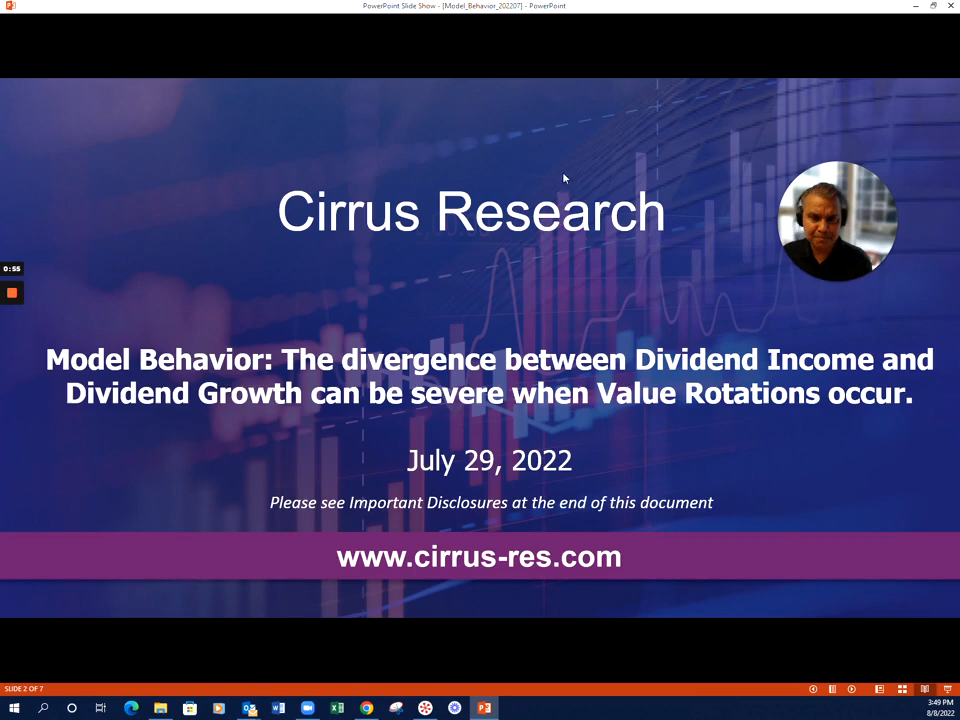 PowerPoint Slide Show - [Model_Behavior_202207] - PowerPoint
Cirrus Research
0:55
Model Behavior: The divergence between Dividend Income and
Dividend Growth can be severe when Value Rotations occur.
July 29, 2022
Please see Important Disclosures at the end of this document
www.cirrus-res.com
SLIDE 2 OF 7
3:49 PM
8/8/2022